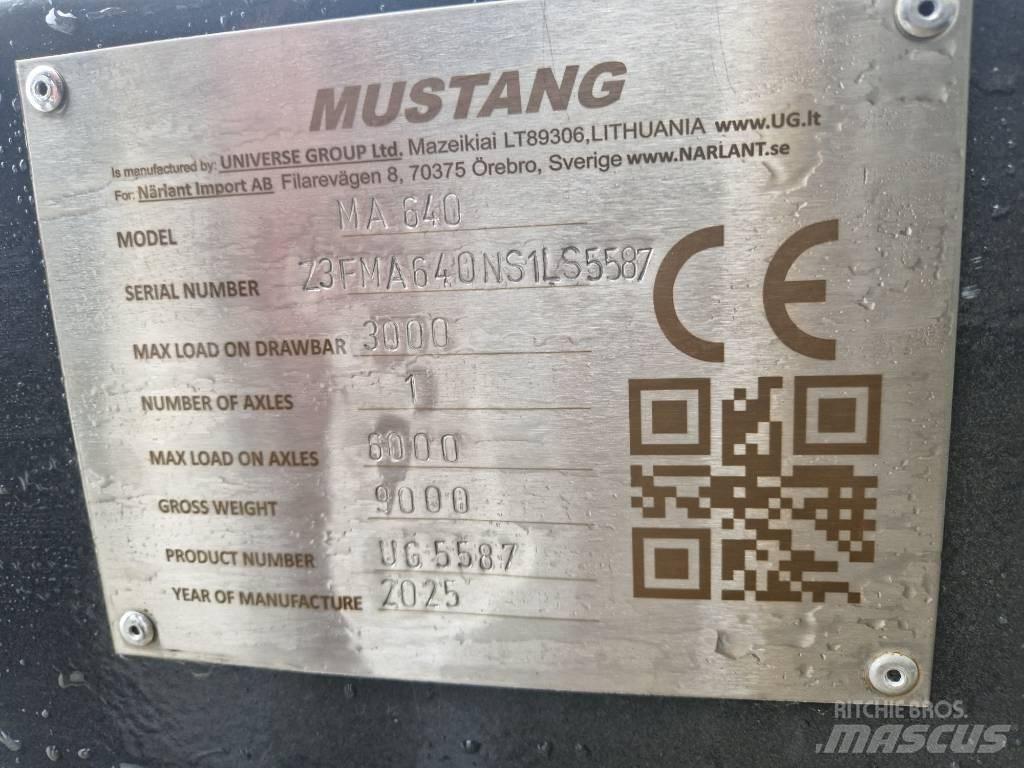 MUSTANG
Is manufactured by: UNIVERSE GROUP Ltd. Mazeikiai LT89306,LITHUANIA www.UG.lt
For: Närlant Import AB Filarevägen 8, 70375 Örebro, Sverige www.NARLANT.se
MODEL MA 640
SERIAL NUMBER Z3FMA640NS1LS5587
MAX LOAD ON DRAWBAR 3000
NUMBER OF AXLES 1
MAX LOAD ON AXLES 6000
GROSS WEIGHT 9000
PRODUCT NUMBER UG5587
YEAR OF MANUFACTURE 2025
CE
RITCHIE BROS.
MASCUS